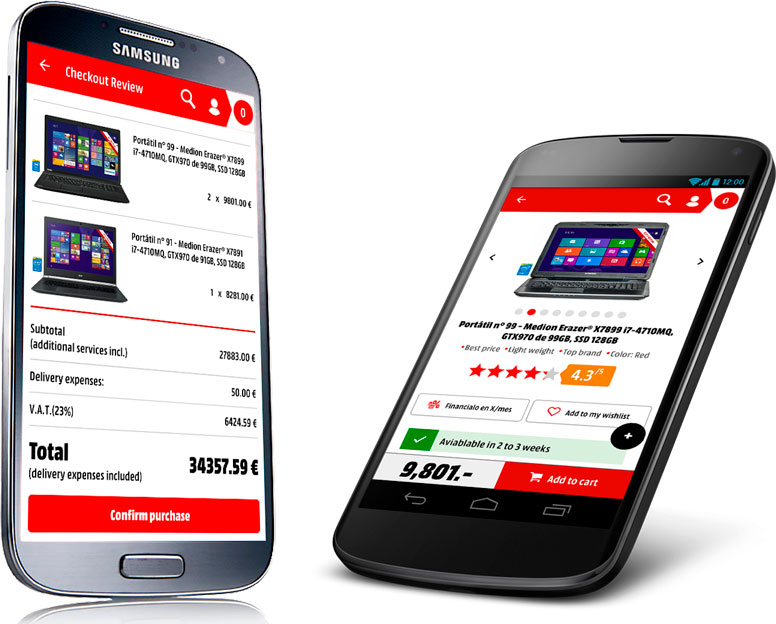 SAMSUNG
Checkout Review
0
Portátil nº 99 - Medion Erazer® X7899
i7-4710MQ, GTX970 de 99GB, SSD 128GB
2 x 9801.00 €
Portátil nº 91 - Medion Erazer® X7891
i7-4710MQ, GTX970 de 91GB, SSD 128GB
1 x 8281.00 €
Subtotal
(additional services incl.)
27883.00 €
Delivery expenses:
50.00 €
V.A.T.(23%)
6424.59 €
Total
(delivery expenses included)
34357.59 €
Confirm purchase
12:00
0
Portátil nº 99 - Medion Erazer® X7899 i7-4710MQ,
GTX970 de 99GB, SSD 128GB
•Best price •Light weight •Top brand •Color: Red
4.3/5
Financialo en X/mes
Add to my wishlist
+
Aviablable in 2 to 3 weeks
9,801.-
Add to cart